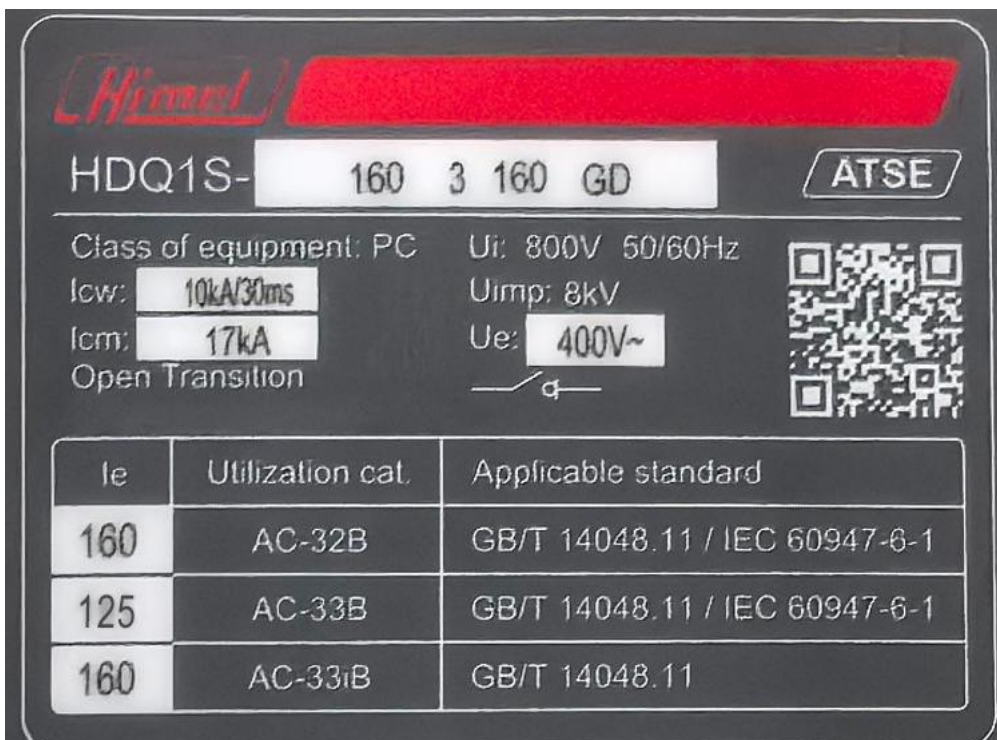 Himel
HDQ1S- 160 3 160 GD ATSE
Class of equipment: PC Ui: 800V 50/60Hz
Icw: 10kA/30ms Uimp: 8kV
Icm: 17kA Ue: 400V~
Open Transition
Ie Utilization cat. Applicable standard
160 AC-32B GB/T 14048.11 / IEC 60947-6-1
125 AC-33B GB/T 14048.11 / IEC 60947-6-1
160 AC-33iB GB/T 14048.11